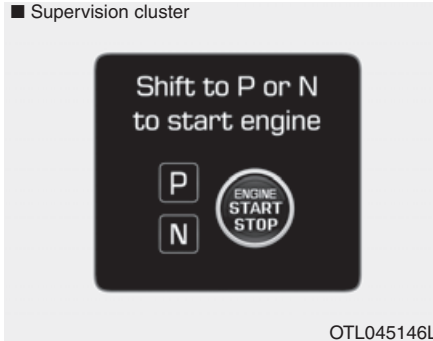 ■ Supervision cluster
Shift to P or N
to start engine
P
N
ENGINE
START
STOP
OTL045146L